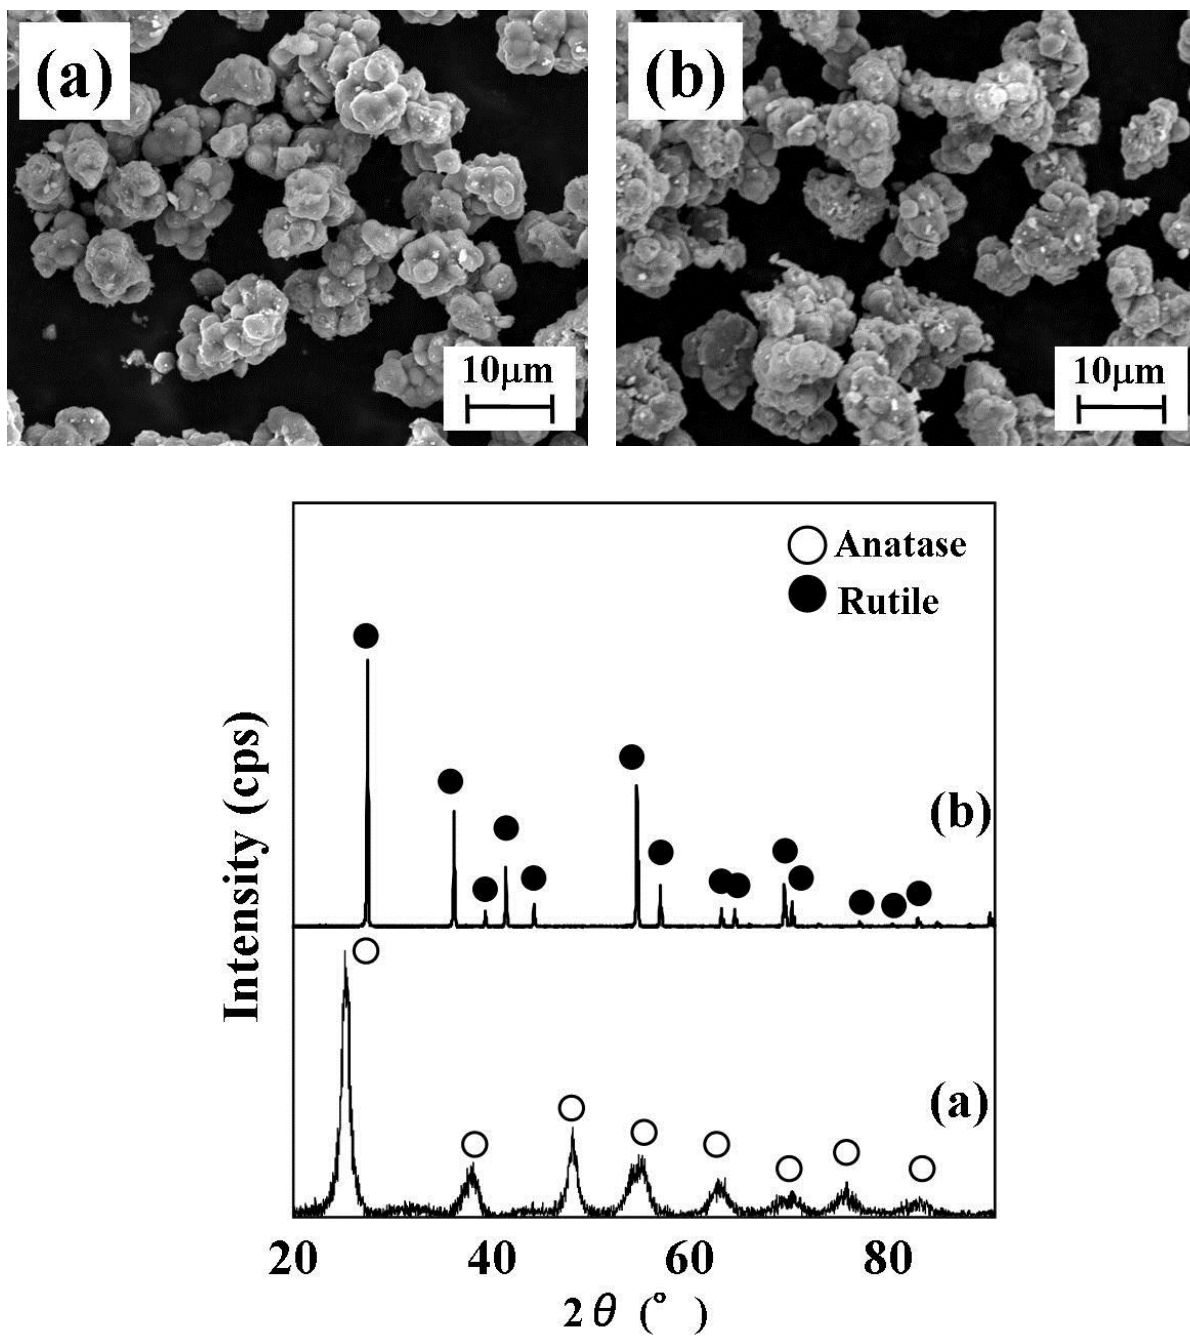 (a)
(b)
10μm
10μm
Anatase
Rutile
Intensity (cps)
(b)
(a)
20 40 60 80
2θ (°)